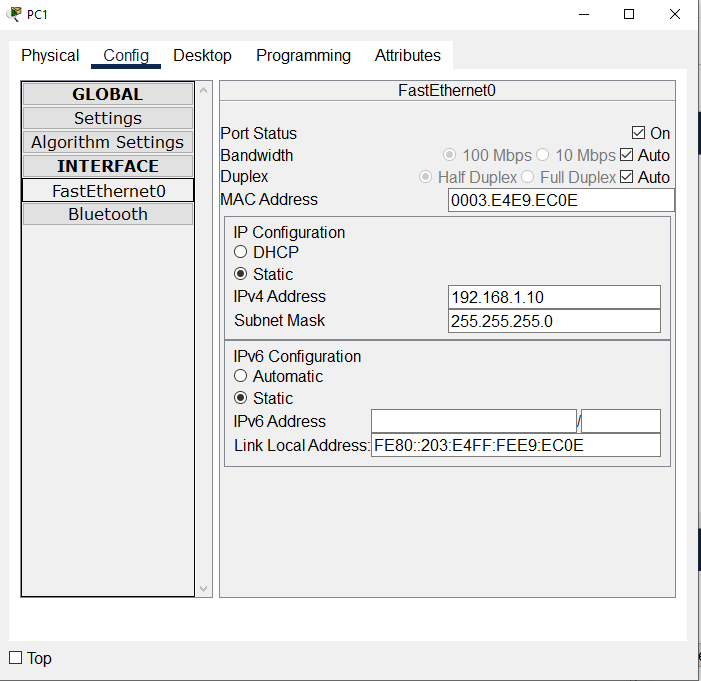 PC1
Physical Config Desktop Programming Attributes
GLOBAL
Settings
Algorithm Settings
INTERFACE
FastEthernet0
Bluetooth
FastEthernet0
Port Status On
Bandwidth 100 Mbps 10 Mbps Auto
Duplex Half Duplex Full Duplex Auto
MAC Address 0003.E4E9.EC0E
IP Configuration
DHCP
Static
IPv4 Address 192.168.1.10
Subnet Mask 255.255.255.0
IPv6 Configuration
Automatic
Static
IPv6 Address /
Link Local Address: FE80::203:E4FF:FEE9:EC0E
Top